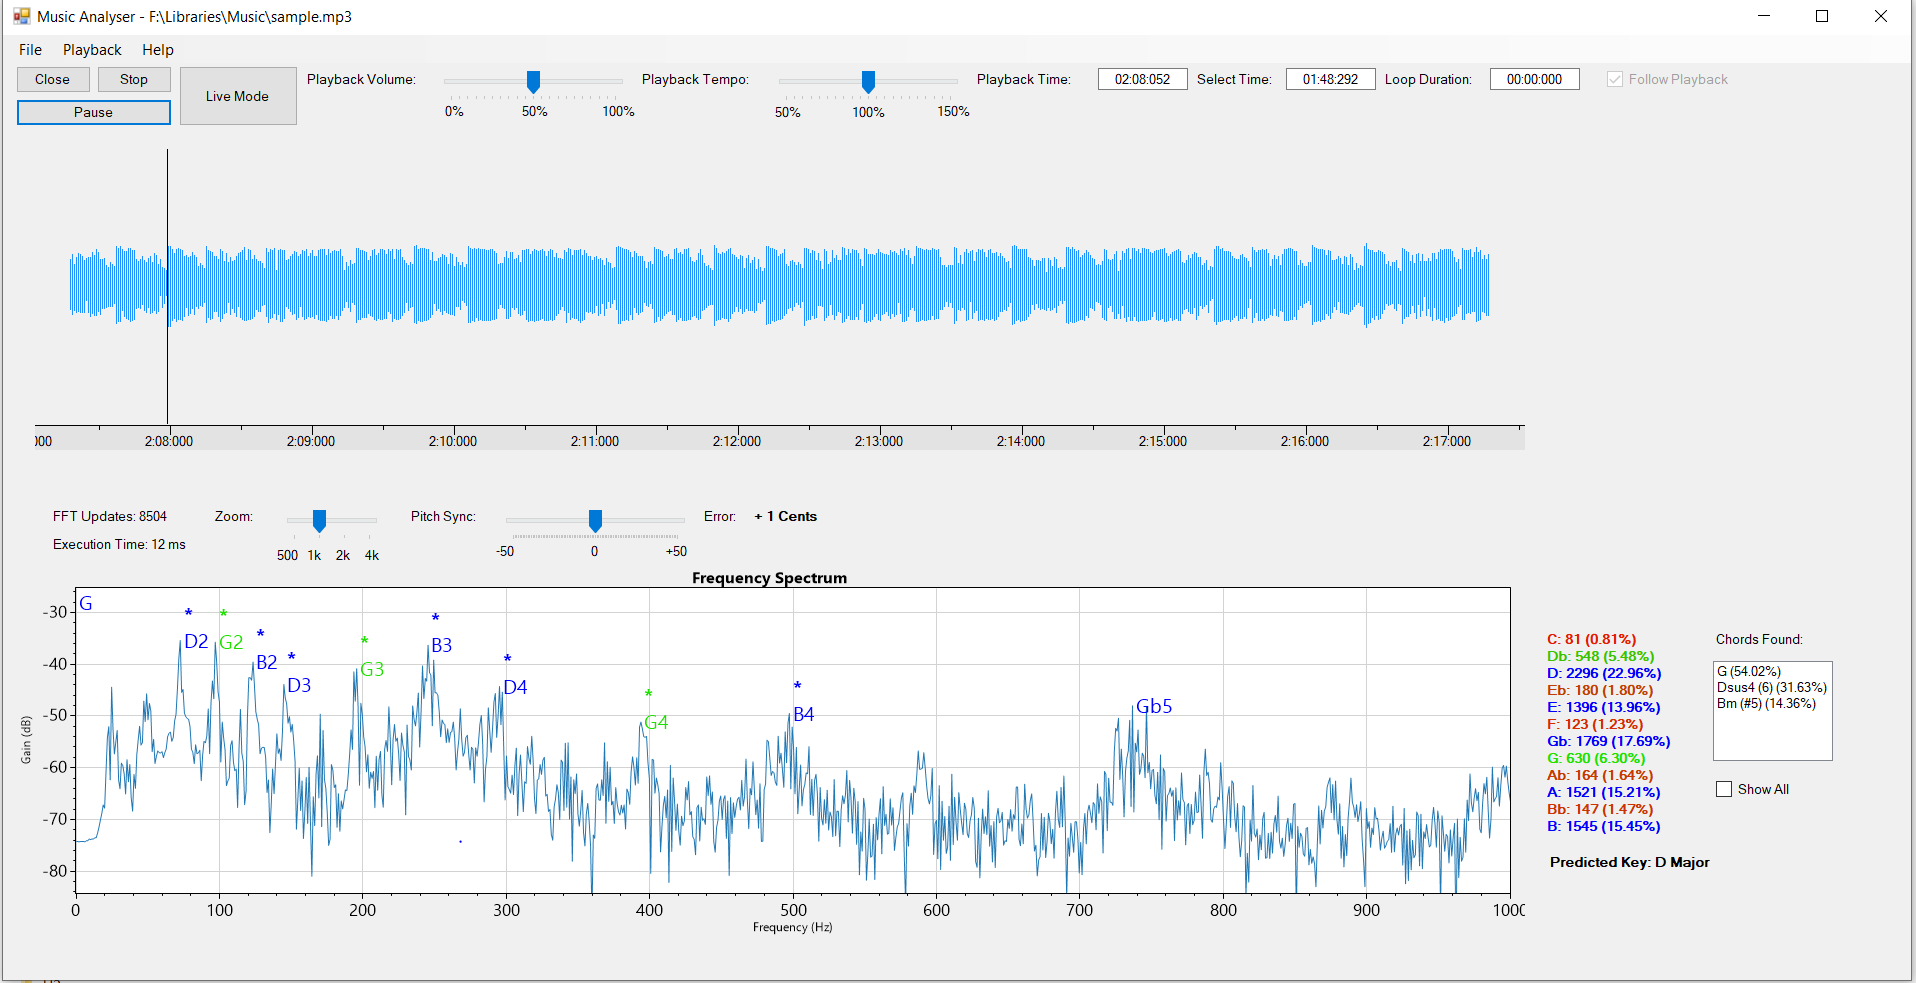 Music Analyser - F:\Libraries\Music\sample.mp3
File Playback Help
Close Stop Live Mode Playback Volume: Playback Tempo: Playback Time: 02:08:052 Select Time: 01:48:292 Loop Duration: 00:00:000 Follow Playback
Pause 0% 50% 100% 50% 100% 150%
2:08:000 2:09:000 2:10:000 2:11:000 2:12:000 2:13:000 2:14:000 2:15:000 2:16:000 2:17:000
FFT Updates: 8504 Zoom: Pitch Sync: Error: + 1 Cents
Execution Time: 12 ms 500 1k 2k 4k -50 0 +50
Frequency Spectrum
G
* * * * * * * * *
D2 G2 B2 D3 G3 B3 D4 G4 B4 Gb5
Gain (dB)
-30
-40
-50
-60
-70
-80
0 100 200 300 400 500 600 700 800 900 1000
Frequency (Hz)
C: 81 (0.81%)
Db: 548 (5.48%)
D: 2296 (22.96%)
Eb: 180 (1.80%)
E: 1396 (13.96%)
F: 123 (1.23%)
Gb: 1769 (17.69%)
G: 630 (6.30%)
Ab: 164 (1.64%)
A: 1521 (15.21%)
Bb: 147 (1.47%)
B: 1545 (15.45%)
Predicted Key: D Major
Chords Found:
G (54.02%)
Dsus4 (6) (31.63%)
Bm (#5) (14.36%)
Show All